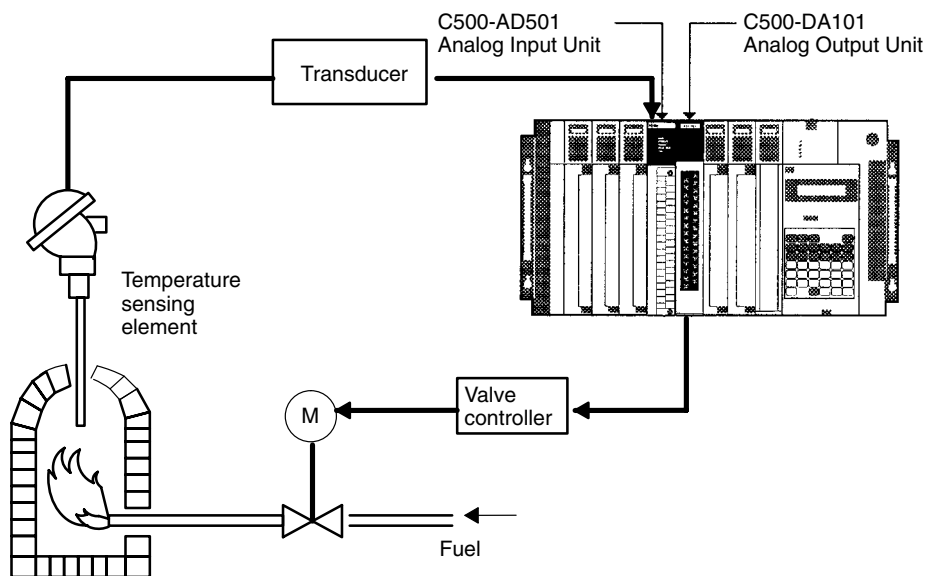 C500-AD501
Analog Input Unit
C500-DA101
Analog Output Unit
Transducer
Temperature
sensing
element
Valve
controller
M
Fuel